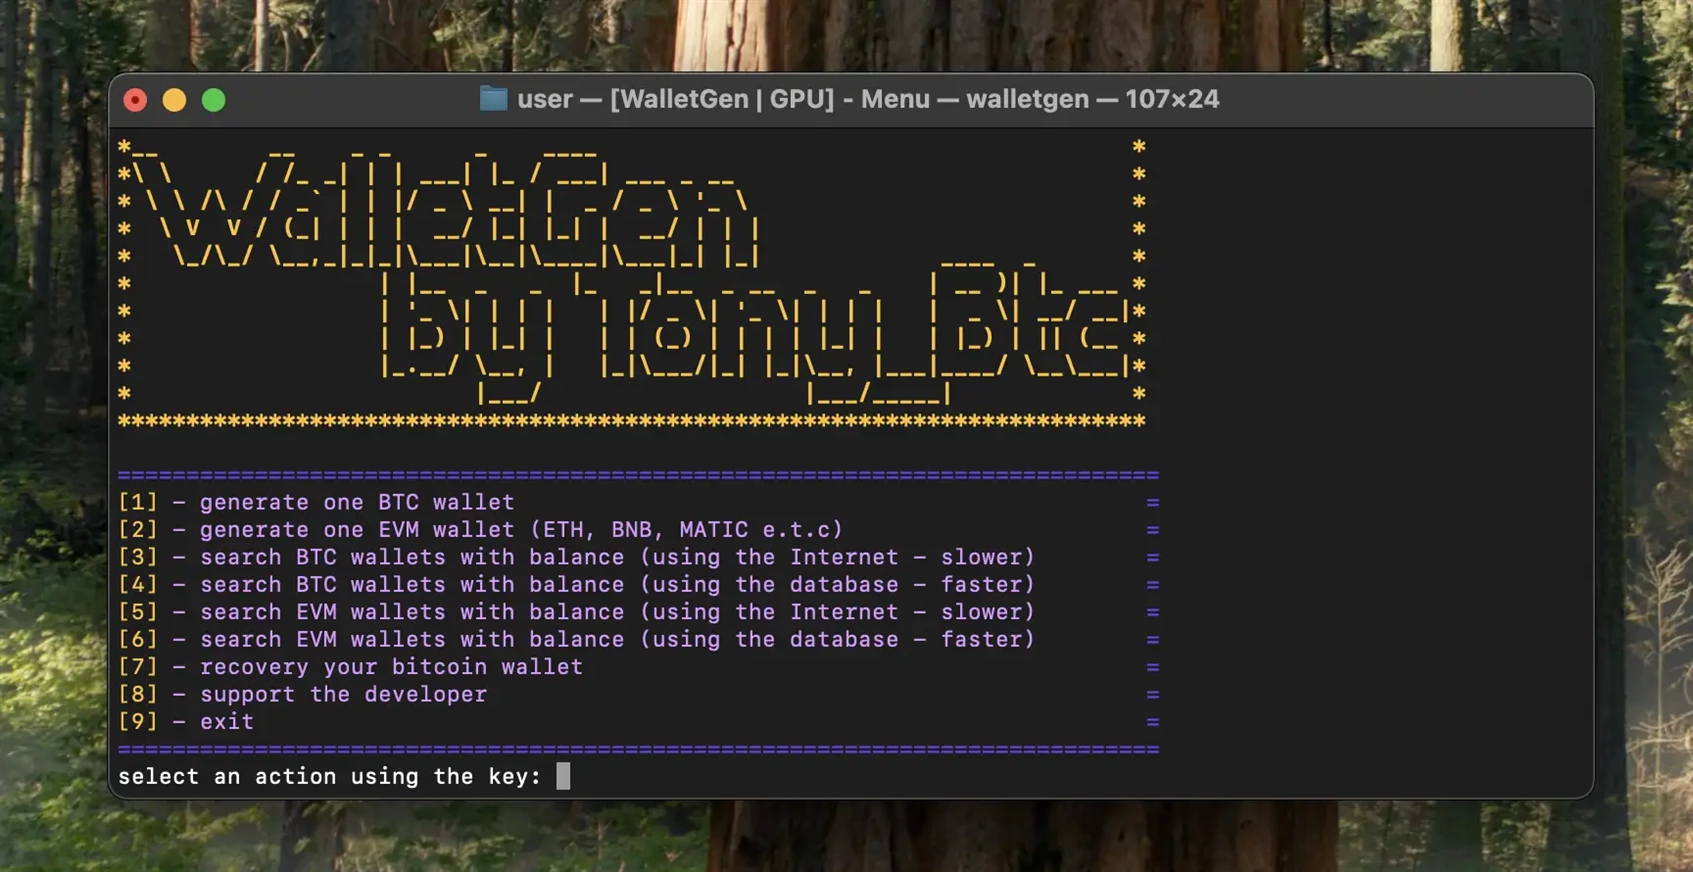 user — [WalletGen | GPU] - Menu — walletgen — 107×24
WalletGen
by Tony_Btc
[1] - generate one BTC wallet
[2] - generate one EVM wallet (ETH, BNB, MATIC e.t.c)
[3] - search BTC wallets with balance (using the Internet - slower)
[4] - search BTC wallets with balance (using the database - faster)
[5] - search EVM wallets with balance (using the Internet - slower)
[6] - search EVM wallets with balance (using the database - faster)
[7] - recovery your bitcoin wallet
[8] - support the developer
[9] - exit
select an action using the key: